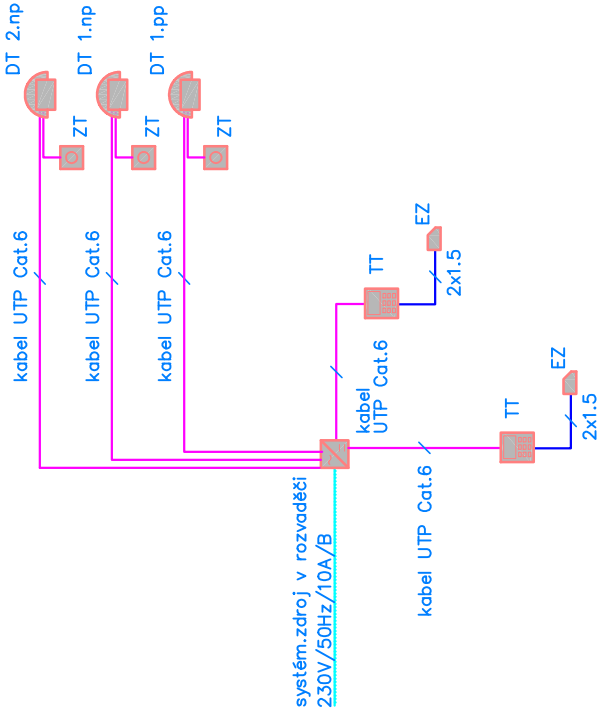 DT 2.np
DT 1.np
DT 1.pp
ZT
ZT
ZT
kabel UTP Cat.6
kabel UTP Cat.6
kabel UTP Cat.6
EZ
TT
2x1.5
kabel
UTP Cat.6
EZ
TT
2x1.5
kabel UTP Cat.6
systém.zdroj v rozvaděči
230V/50Hz/10A/B